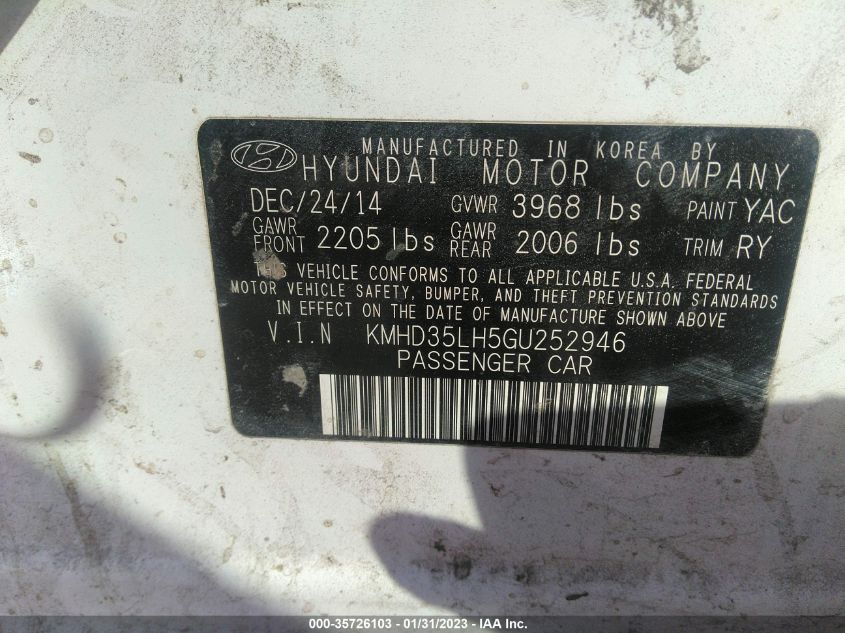 MANUFACTURED IN KOREA BY
HYUNDAI MOTOR COMPANY
DEC/24/14 GVWR 3968 lbs PAINT YAC
GAWR FRONT 2205 lbs GAWR REAR 2006 lbs TRIM RY
THIS VEHICLE CONFORMS TO ALL APPLICABLE U.S.A. FEDERAL
MOTOR VEHICLE SAFETY, BUMPER, AND THEFT PREVENTION STANDARDS
IN EFFECT ON THE DATE OF MANUFACTURE SHOWN ABOVE
V.I.N KMHD35LH5GU252946
PASSENGER CAR
000-35726103 - 01/31/2023 - IAA Inc.